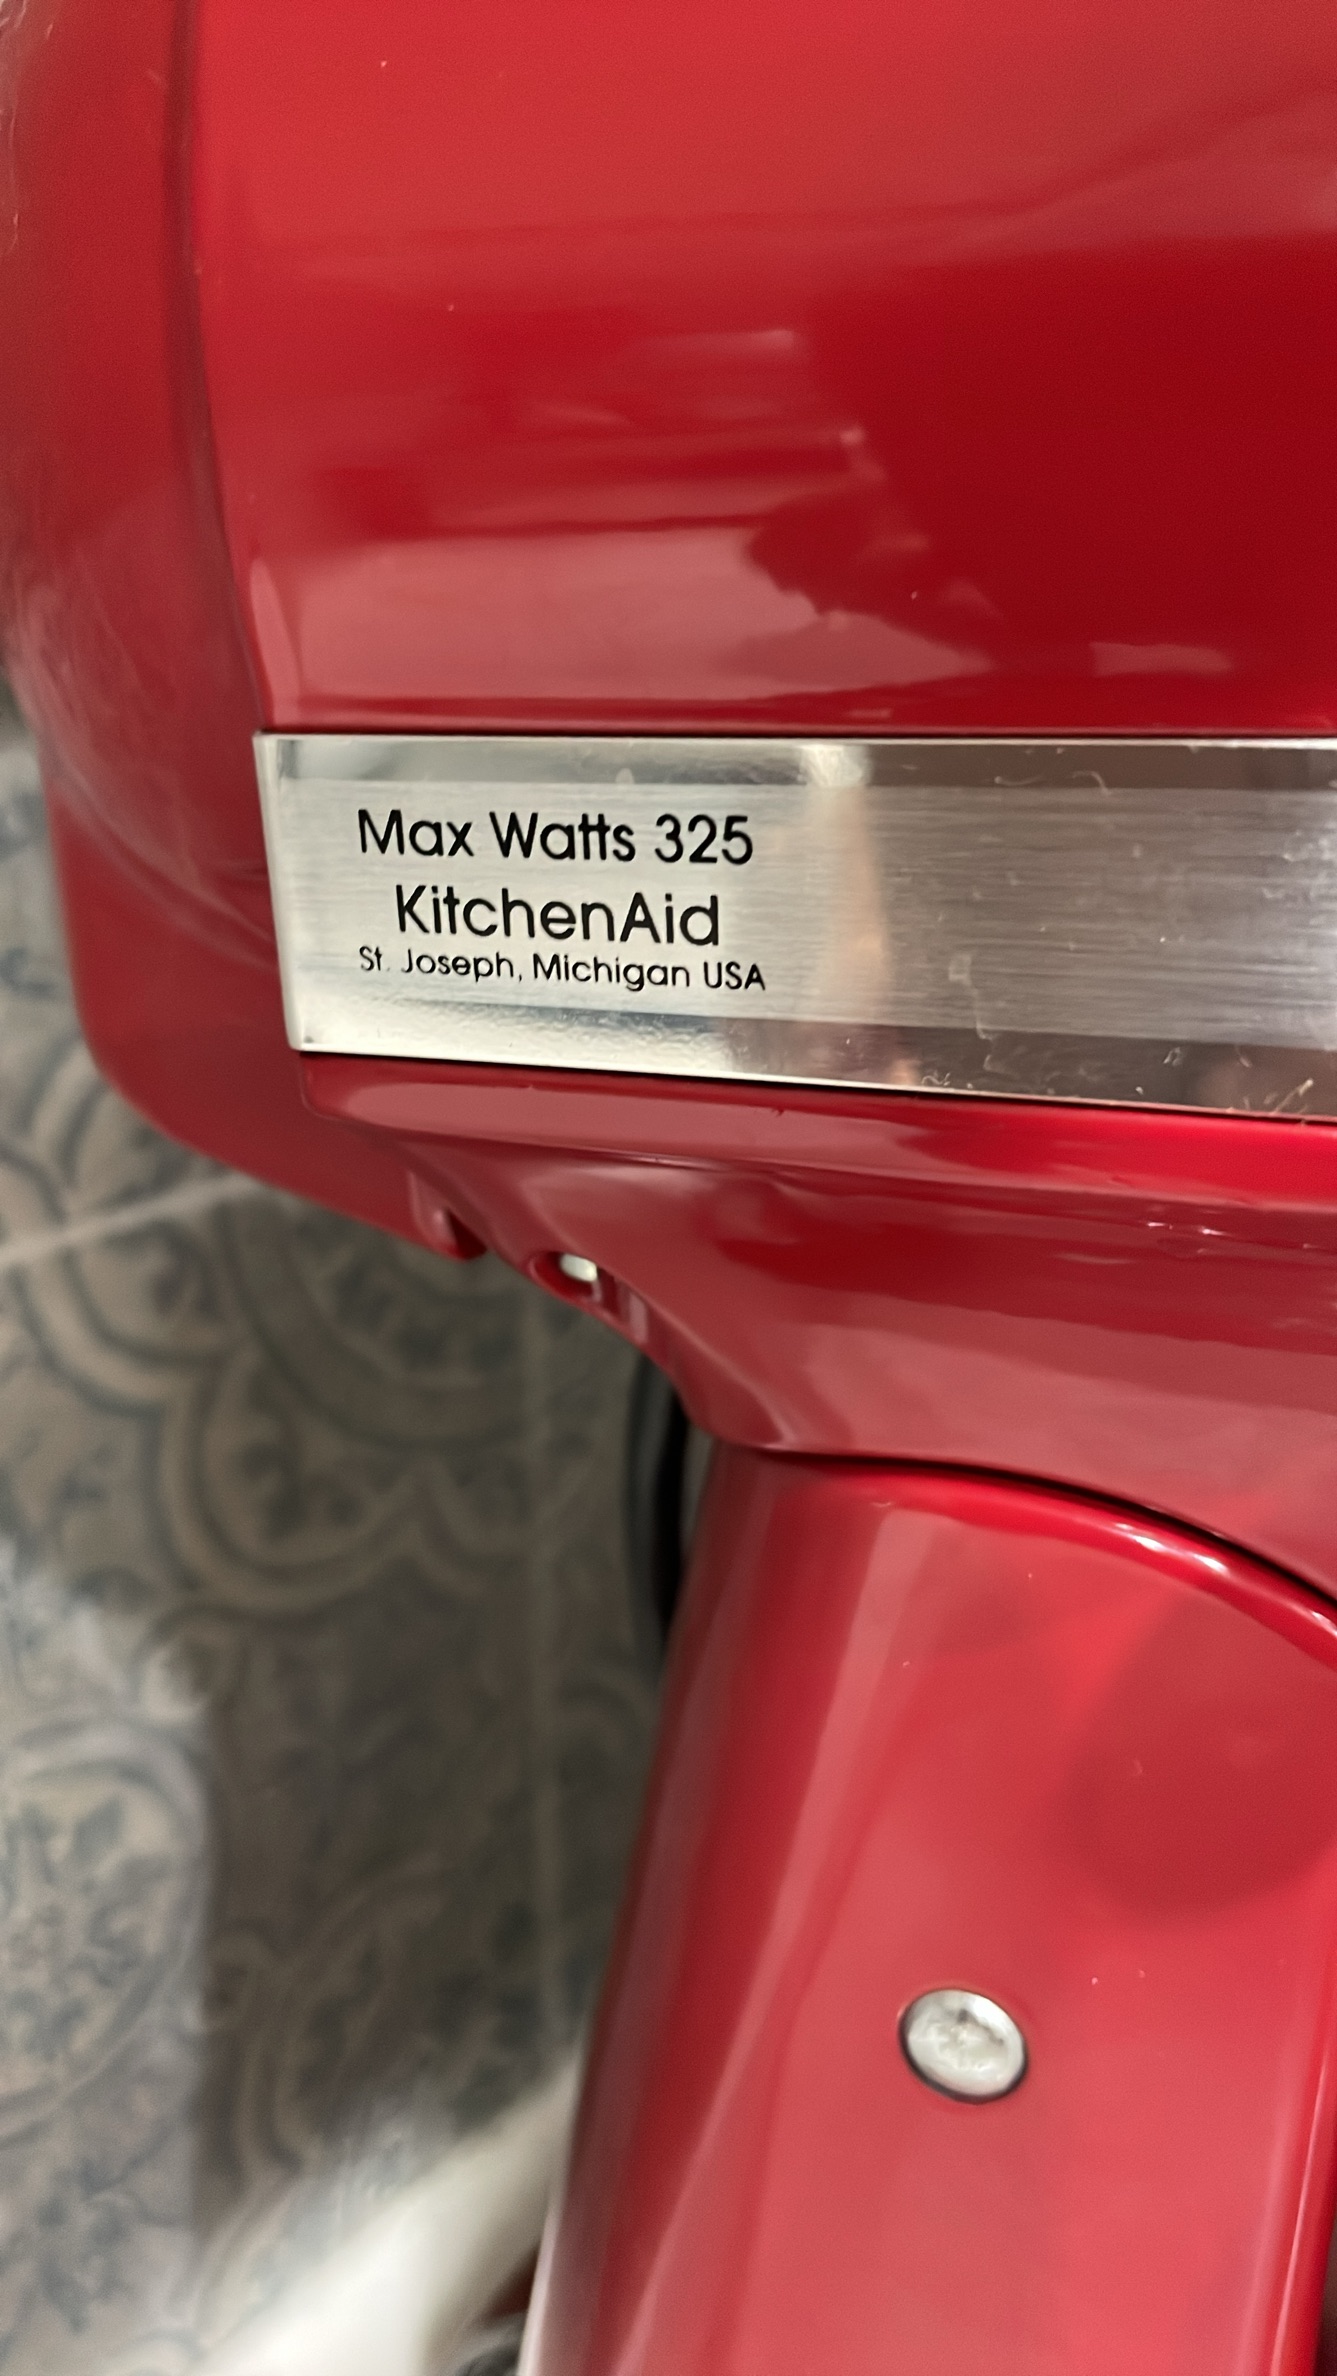 Max Watts 325
KitchenAid
St. Joseph, Michigan USA